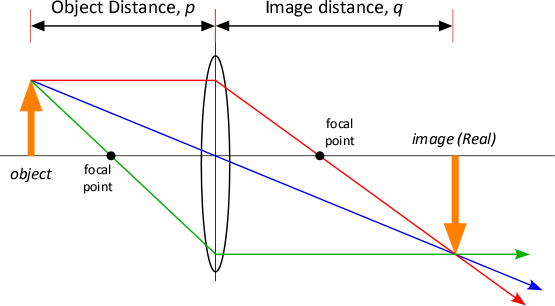 Object Distance, p
Image distance, q
focal
point
image (Real)
object
focal
point